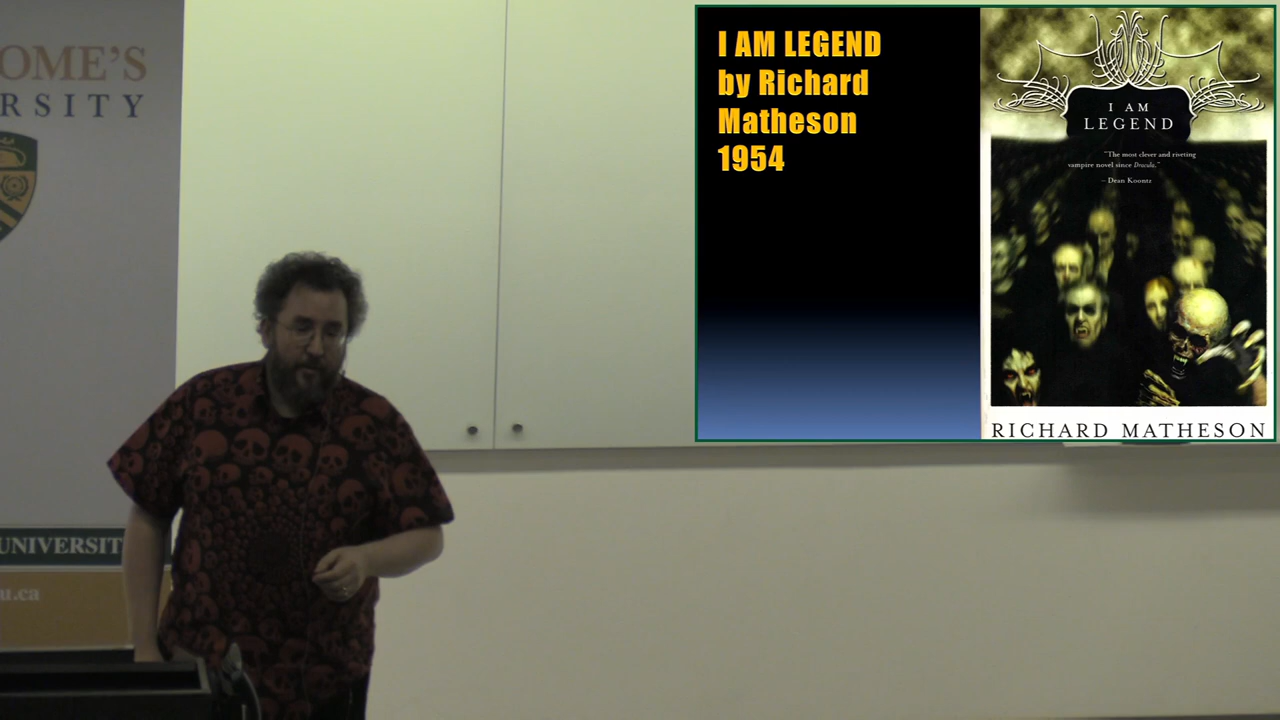 OME'S
RSITY
UNIVERSIT
u.ca
I AM LEGEND
by Richard
Matheson
1954
I AM
LEGEND
"The most clever and riveting
vampire novel since Dracula."
– Dean Koontz
RICHARD MATHESON